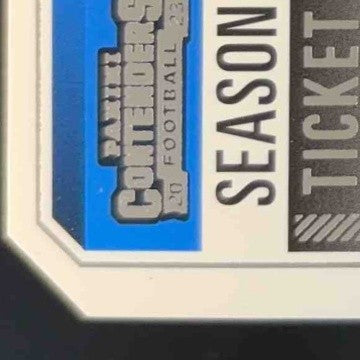 PANINI
CONTENDERS
20 FOOTBALL 23
SEASON
TICKET